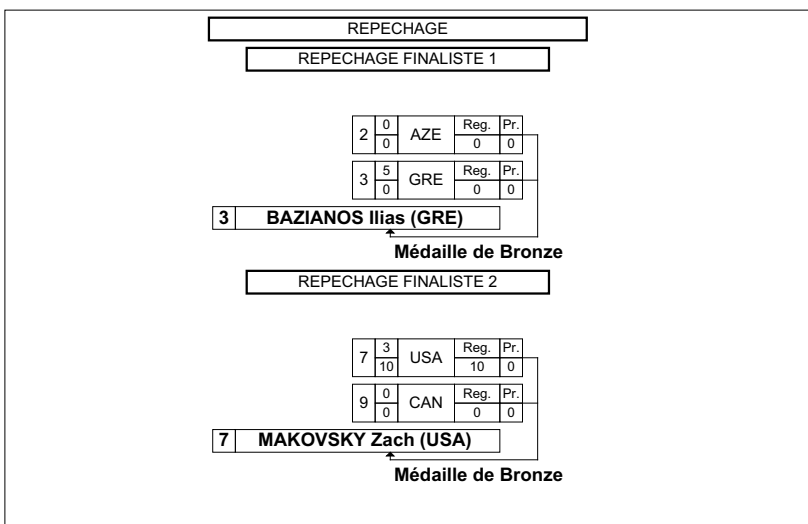 REPECHAGE
REPECHAGE FINALISTE 1
2 0 AZE Reg. Pr.
0 0 0
3 5 GRE Reg. Pr.
0 0 0
3 BAZIANOS Ilias (GRE)
Médaille de Bronze
REPECHAGE FINALISTE 2
7 3 USA Reg. Pr.
10 10 0
9 0 CAN Reg. Pr.
0 0 0
7 MAKOVSKY Zach (USA)
Médaille de Bronze